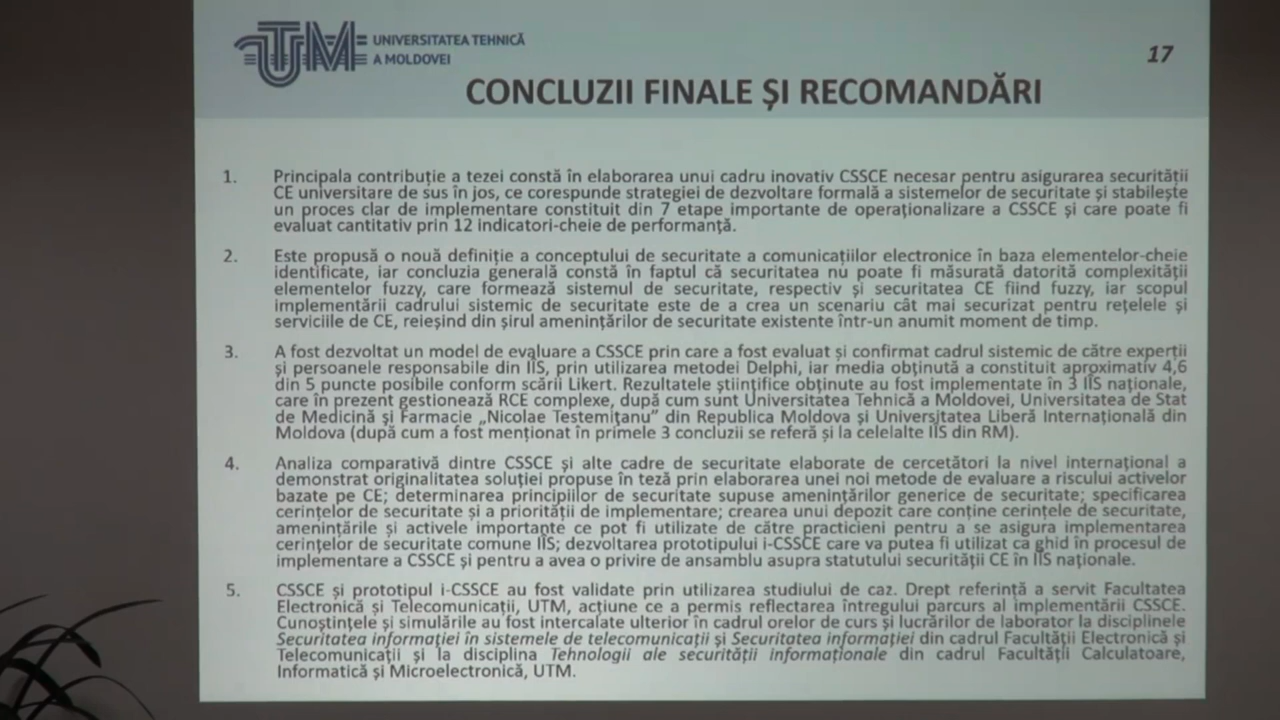 UTM UNIVERSITATEA TEHNICĂ
A MOLDOVEI
17
CONCLUZII FINALE ȘI RECOMANDĂRI
1. Principala contribuție a tezei constă în elaborarea unui cadru inovativ CSSCE necesar pentru asigurarea securității
CE universitare de sus în jos, ce corespunde strategiei de dezvoltare formală a sistemelor de securitate și stabilește
un proces clar de implementare constituit din 7 etape importante de operaționalizare a CSSCE și care poate fi
evaluat cantitativ prin 12 indicatori-cheie de performanță.
2. Este propusă o nouă definiție a conceptului de securitate a comunicațiilor electronice în baza elementelor-cheie
identificate, iar concluzia generală constă în faptul că securitatea nu poate fi măsurată datorită complexității
elementelor fuzzy, care formează sistemul de securitate, respectiv și securitatea CE fiind fuzzy, iar scopul
implementării cadrului sistemic de securitate este de a crea un scenariu cât mai securizat pentru rețelele și
serviciile de CE, reieșind din șirul amenințărilor de securitate existente într-un anumit moment de timp.
3. A fost dezvoltat un model de evaluare a CSSCE prin care a fost evaluat și confirmat cadrul sistemic de către experții
și persoanele responsabile din IÎS, prin utilizarea metodei Delphi, iar media obținută a constituit aproximativ 4,6
din 5 puncte posibile conform scării Likert. Rezultatele științifice obținute au fost implementate în 3 IÎS naționale,
care în prezent gestionează RCE complexe, după cum sunt Universitatea Tehnică a Moldovei, Universitatea de Stat
de Medicină și Farmacie „Nicolae Testemițanu” din Republica Moldova și Universitatea Liberă Internațională din
Moldova (după cum a fost menționat în primele 3 concluzii se referă și la celelalte IÎS din RM).
4. Analiza comparativă dintre CSSCE și alte cadre de securitate elaborate de cercetători la nivel internațional a
demonstrat originalitatea soluției propuse în teză prin elaborarea unei noi metode de evaluare a riscului activelor
bazate pe CE; determinarea principiilor de securitate supuse amenințărilor generice de securitate; specificarea
cerințelor de securitate și a priorității de implementare; crearea unui depozit care conține cerințele de securitate,
amenințările și activele importante ce pot fi utilizate de către practicieni pentru a se asigura implementarea
cerințelor de securitate comune IÎS; dezvoltarea prototipului i-CSSCE care va putea fi utilizat ca ghid în procesul de
implementare a CSSCE și pentru a avea o privire de ansamblu asupra statutului securității CE în IÎS naționale.
5. CSSCE și prototipul i-CSSCE au fost validate prin utilizarea studiului de caz. Drept referință a servit Facultatea
Electronică și Telecomunicații, UTM, acțiune ce a permis reflectarea întregului parcurs al implementării CSSCE.
Cunoștințele și simulările au fost intercalate ulterior în cadrul orelor de curs și lucrărilor de laborator la disciplinele
Securitatea informației în sistemele de telecomunicații și Securitatea informației din cadrul Facultății Electronică și
Telecomunicații și la disciplina Tehnologii ale securității informaționale din cadrul Facultății Calculatoare,
Informatică și Microelectronică, UTM.